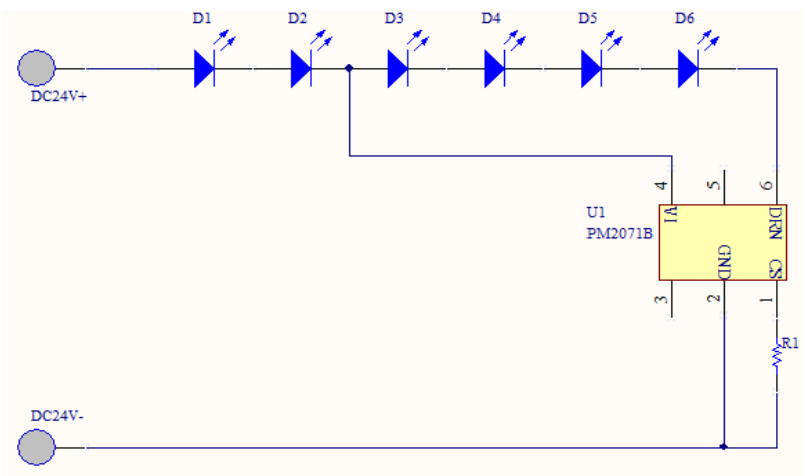 D1 D2 D3 D4 D5 D6
DC24V+
4 5 6
U1
PM2071B
VI DRN
GND CS
3 2 1
R1
DC24V-